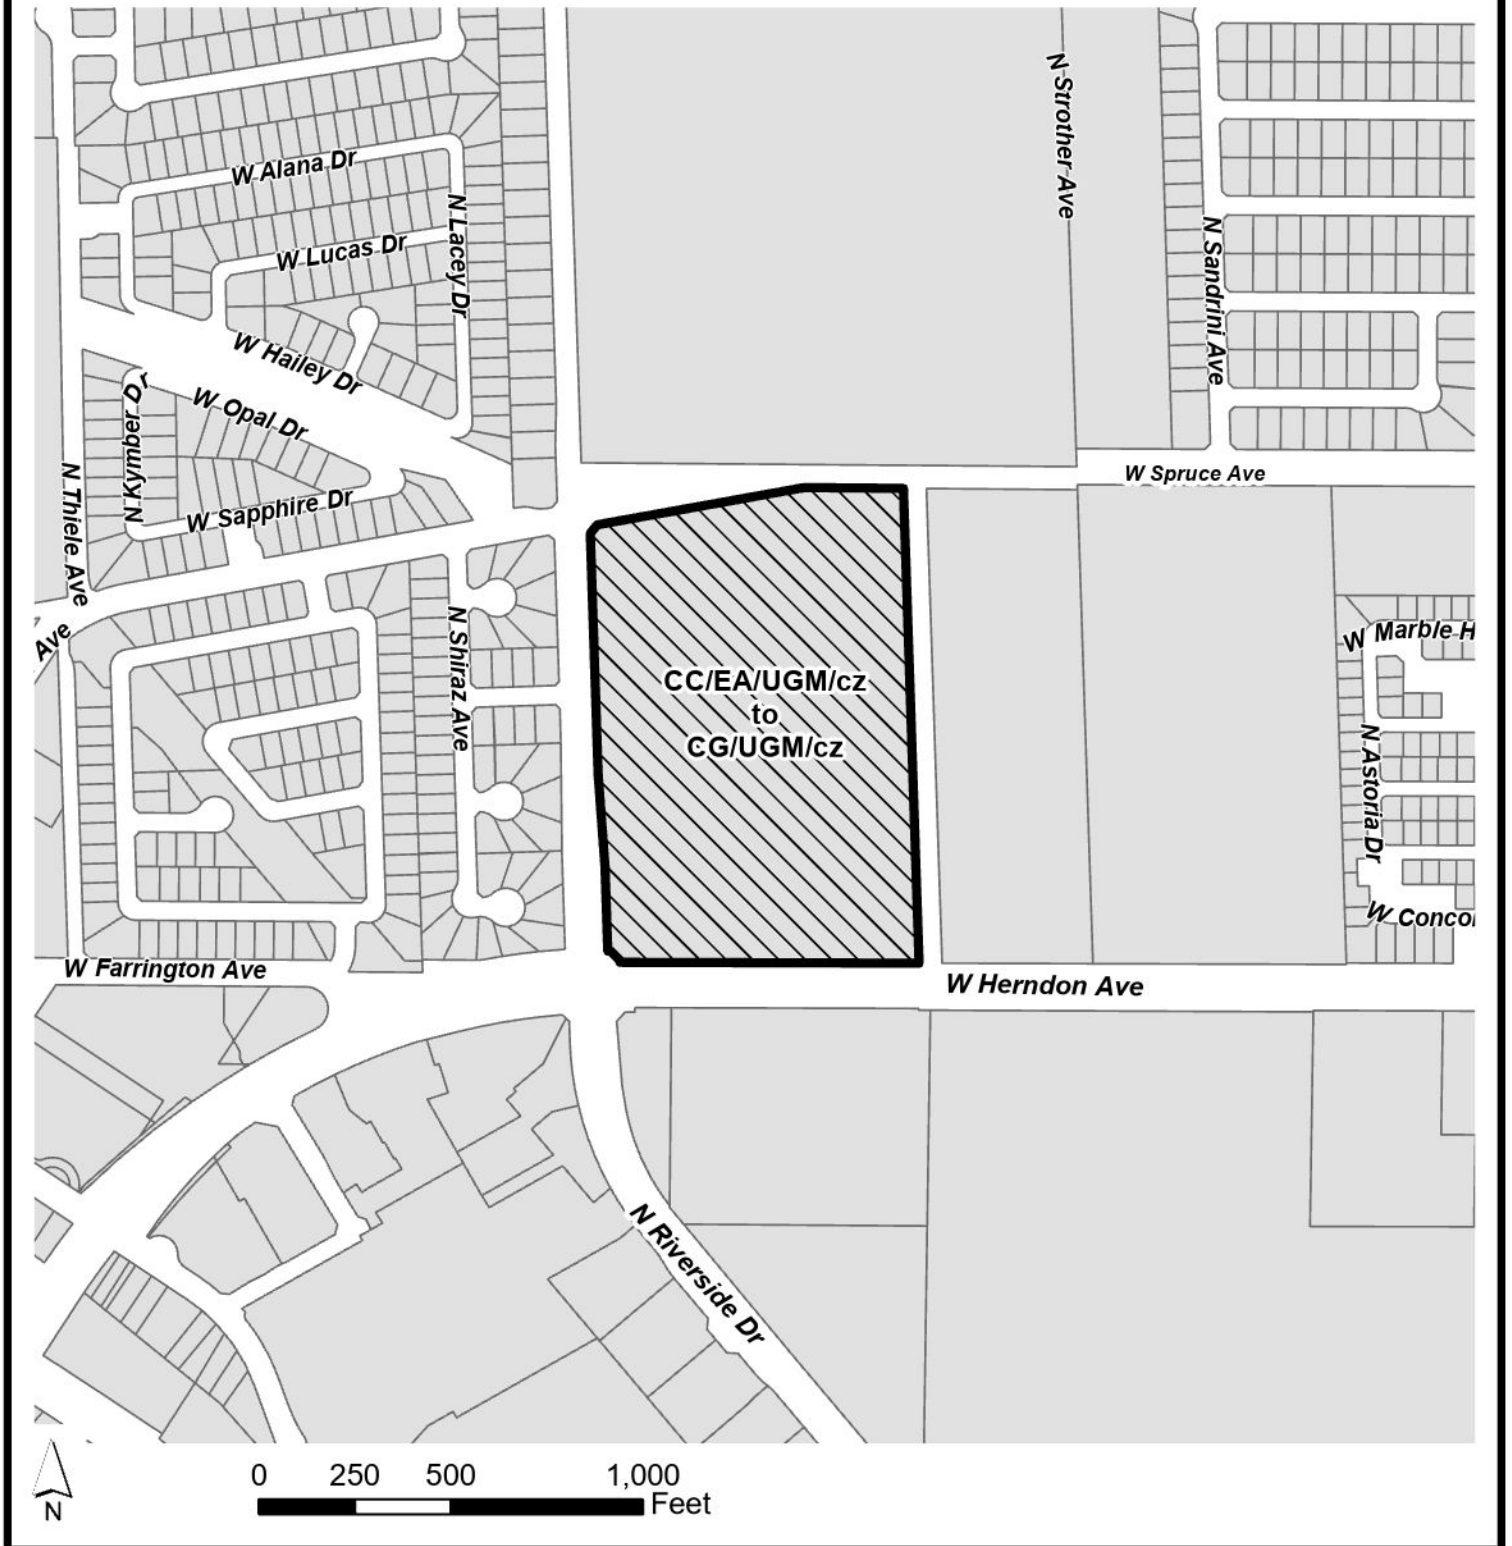 N Strother Ave
W Alana Dr
N Lacey Dr
W Lucas Dr
N Sandrini Ave
W Hailey Dr
N Kymber Dr
W Opal Dr
N Thiele Ave
W Sapphire Dr
W Spruce Ave
Ave
N Shiraz Ave
W Marble H
CC/EA/UGM/cz
to
CG/UGM/cz
N Astoria Dr
W Conco
W Farrington Ave
W Herndon Ave
N Riverside Dr
0 250 500 1,000
Feet
N